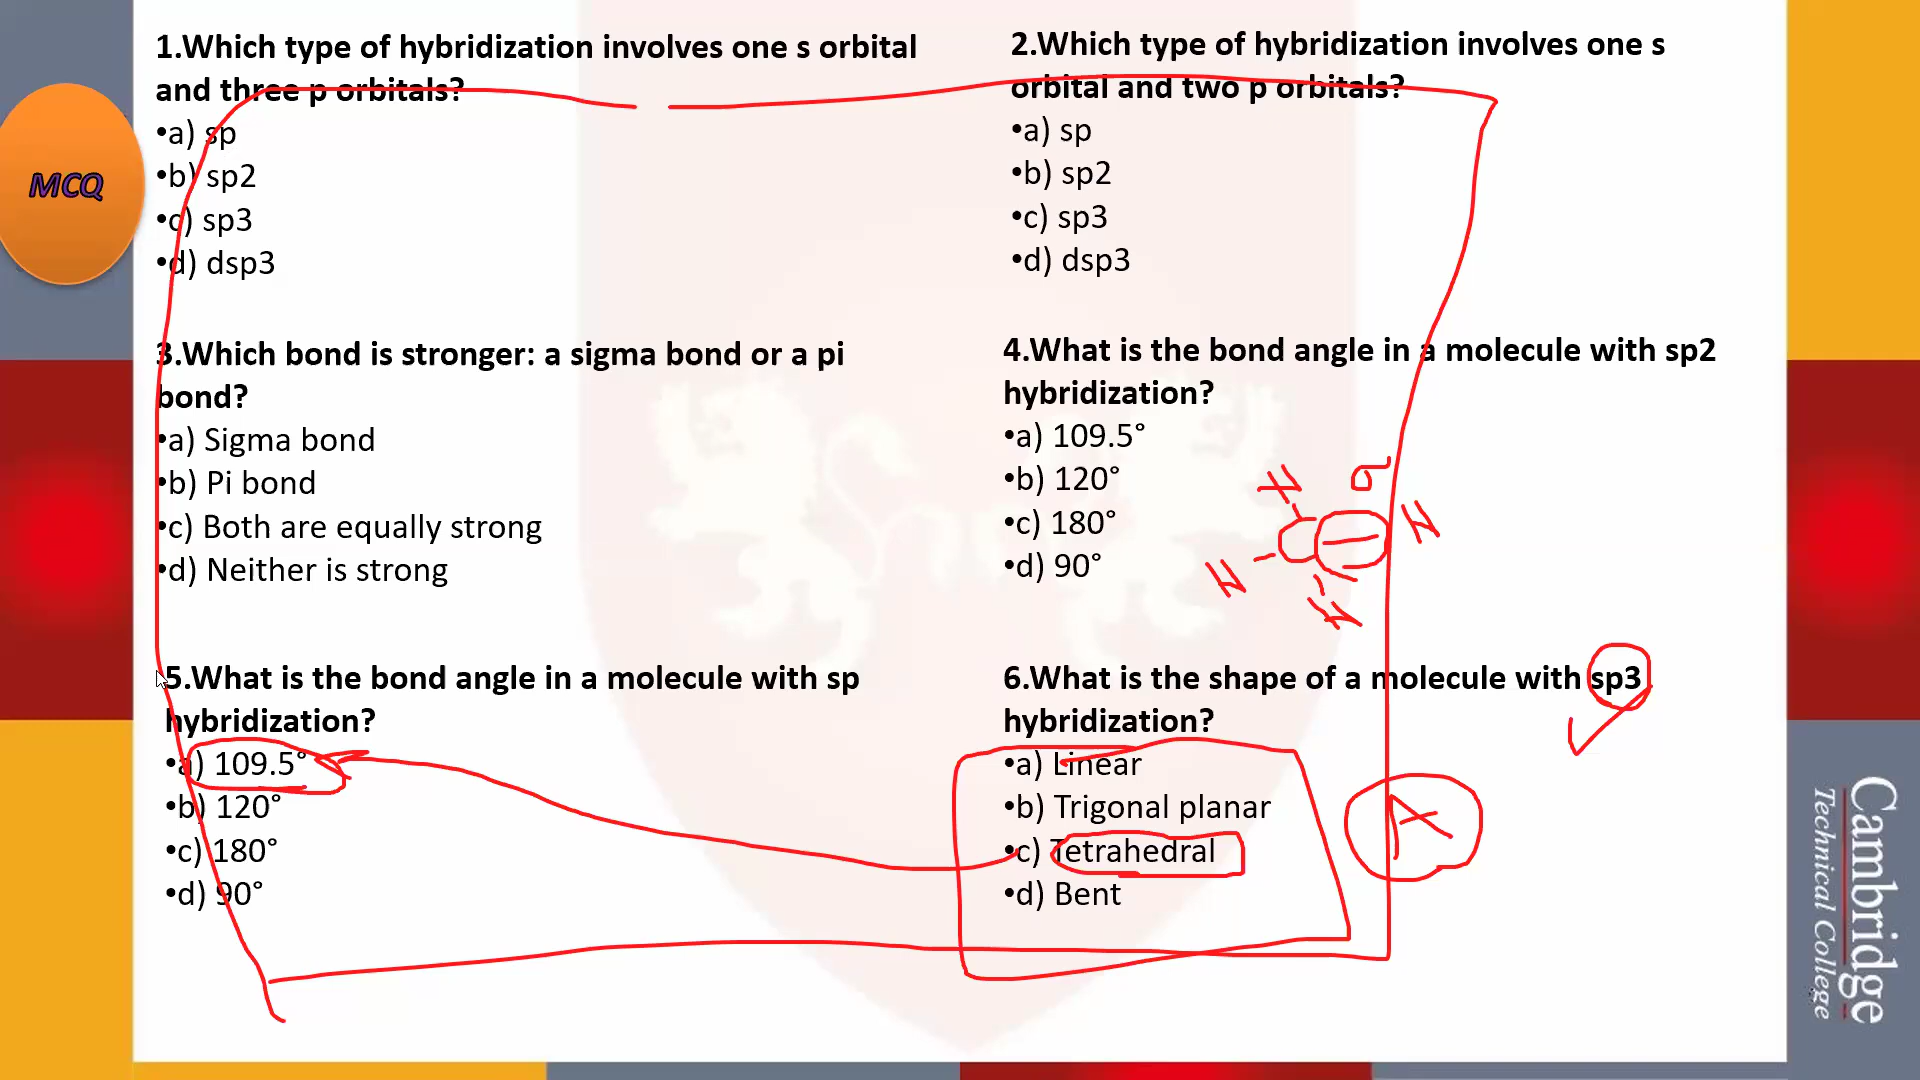 MCQ
1.Which type of hybridization involves one s orbital
and three p orbitals?
•a) sp
•b) sp2
•c) sp3
•d) dsp3
2.Which type of hybridization involves one s
orbital and two p orbitals?
•a) sp
•b) sp2
•c) sp3
•d) dsp3
3.Which bond is stronger: a sigma bond or a pi
bond?
•a) Sigma bond
•b) Pi bond
•c) Both are equally strong
•d) Neither is strong
4.What is the bond angle in a molecule with sp2
hybridization?
•a) 109.5°
•b) 120°
•c) 180°
•d) 90°
σ
H
H
H
H
5.What is the bond angle in a molecule with sp
hybridization?
•a) 109.5°
•b) 120°
•c) 180°
•d) 90°
6.What is the shape of a molecule with sp3
hybridization?
•a) Linear
•b) Trigonal planar
•c) Tetrahedral
•d) Bent
Cambridge
Technical College